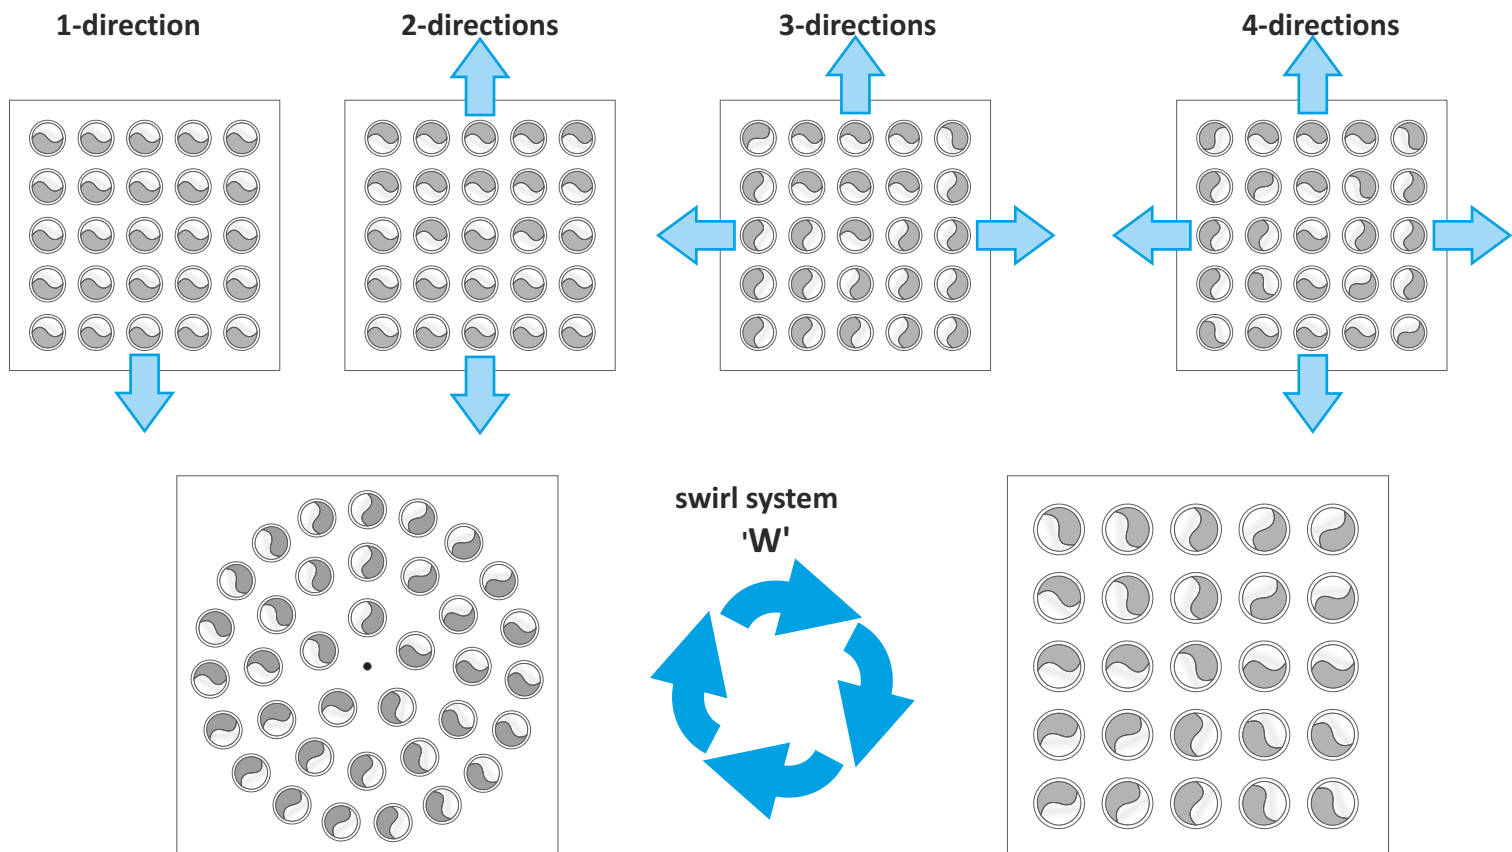 1-direction
2-directions
3-directions
4-directions
swirl system
'W'